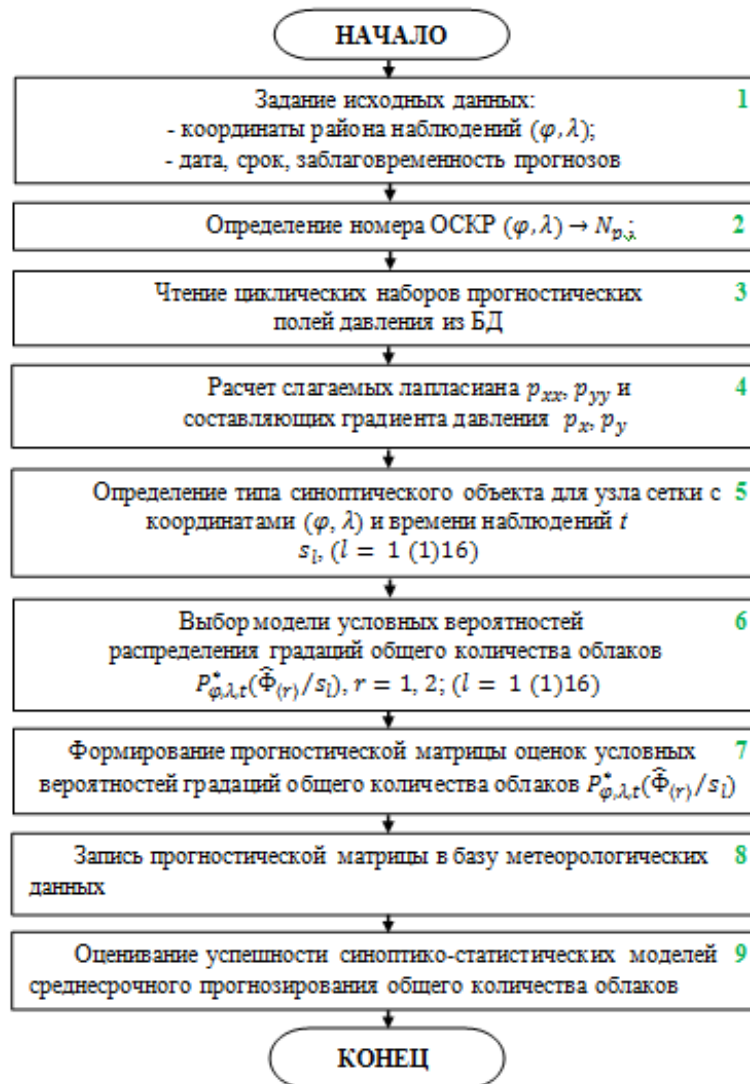 НАЧАЛО
Задание исходных данных: 1
- координаты района наблюдений (φ, λ);
- дата, срок, заблаговременность прогнозов
Определение номера ОСКР (φ, λ) → N_p,; 2
Чтение циклических наборов прогностических 3
полей давления из БД
Расчет слагаемых лапласиана p_xx, p_yy и 4
составляющих градиента давления p_x, p_y
Определение типа синоптического объекта для узла сетки с 5
координатами (φ, λ) и времени наблюдений t
s_l, (l = 1 (1)16)
Выбор модели условных вероятностей 6
распределения градаций общего количества облаков
P*_φ,λ,t(Φ̂_(r)/s_l), r = 1, 2; (l = 1 (1)16)
Формирование прогностической матрицы оценок условных 7
вероятностей градаций общего количества облаков P*_φ,λ,t(Φ̂_(r)/s_l)
Запись прогностической матрицы в базу метеорологических 8
данных
Оценивание успешности синоптико-статистических моделей 9
среднесрочного прогнозирования общего количества облаков
КОНЕЦ